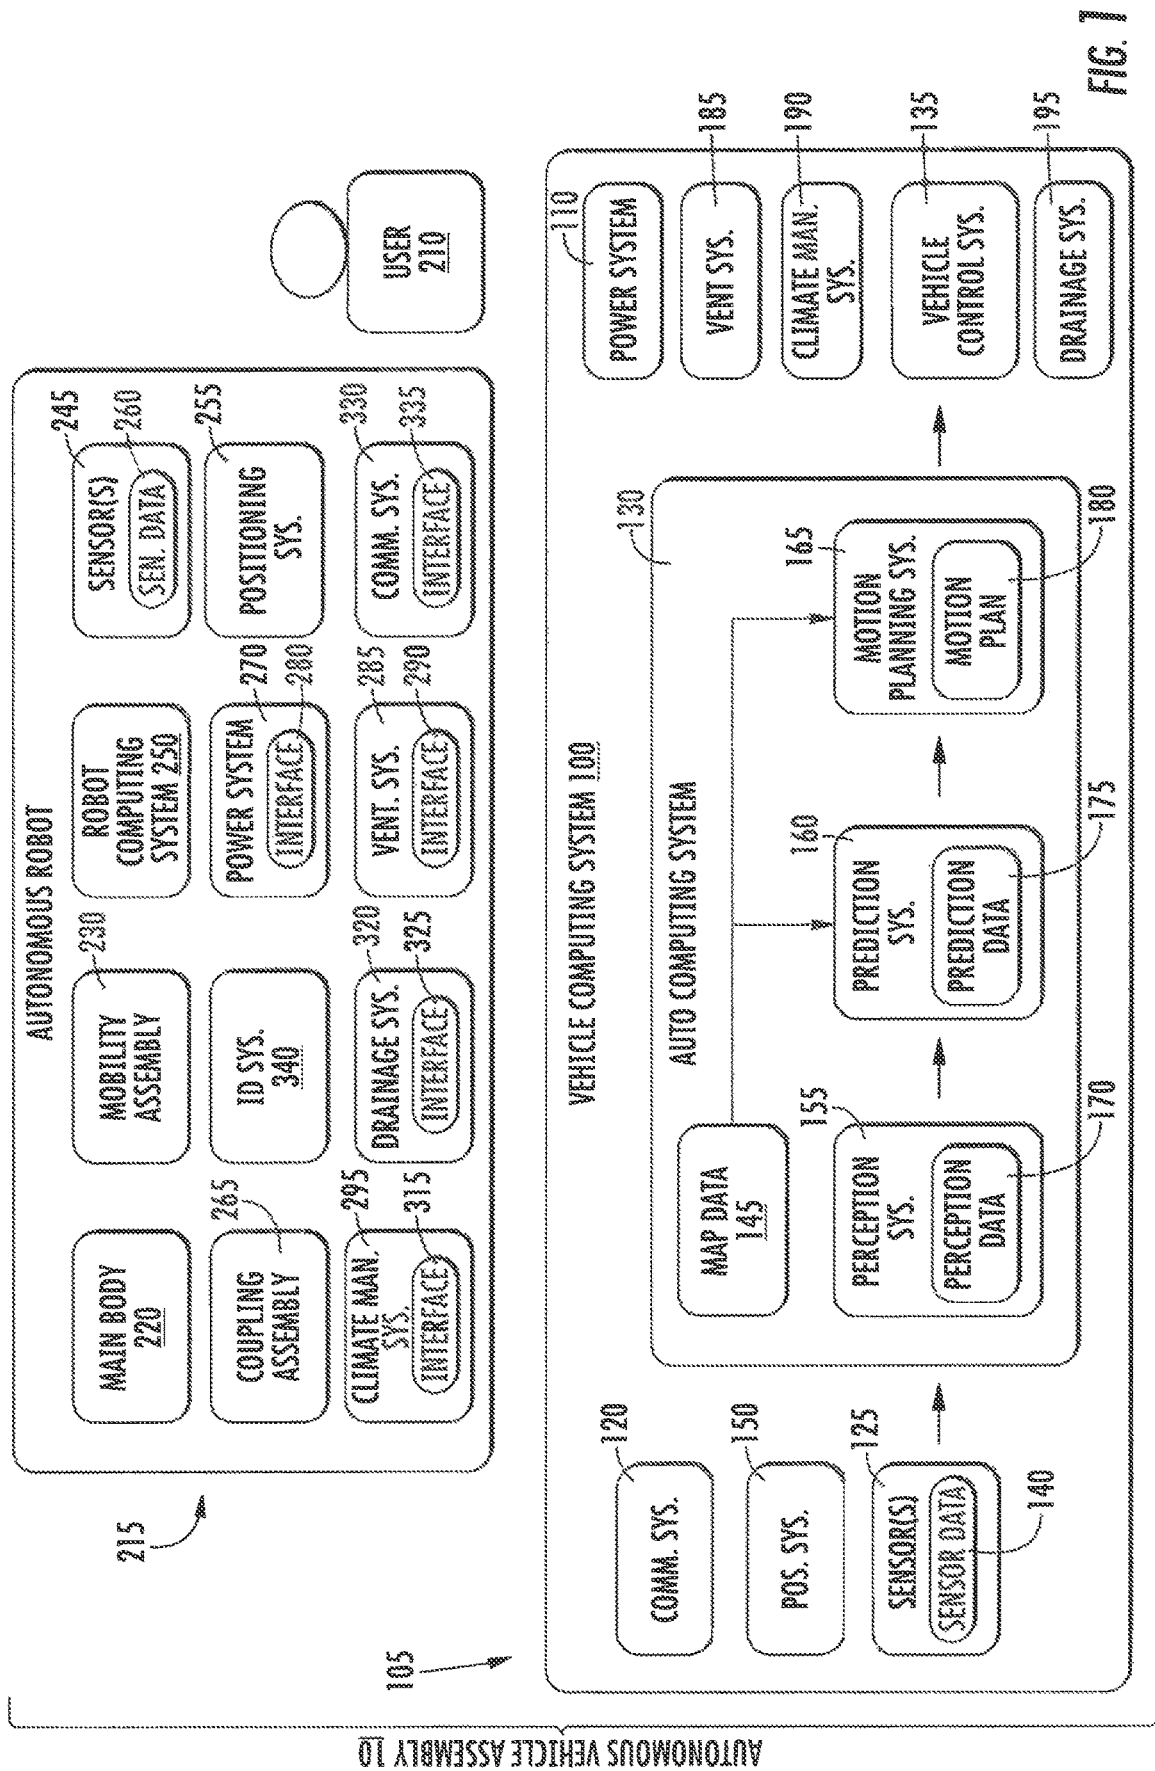 AUTONOMOUS VEHICLE ASSEMBLY 10
215
AUTONOMOUS ROBOT
MAIN BODY
220
MOBILITY
ASSEMBLY
230
ROBOT
COMPUTING
SYSTEM 250
SENSOR(S)
245
SEN. DATA
260
COUPLING
ASSEMBLY
265
ID SYS.
340
POWER SYSTEM
270
INTERFACE
280
POSITIONING
SYS.
255
CLIMATE MAN.
SYS.
295
INTERFACE
315
DRAINAGE SYS.
320
INTERFACE
325
VENT. SYS.
285
INTERFACE
290
COMM. SYS.
330
INTERFACE
335
USER
210
105
VEHICLE COMPUTING SYSTEM 100
COMM. SYS.
120
POS. SYS.
150
SENSOR(S)
125
SENSOR DATA
140
AUTO COMPUTING SYSTEM
130
MAP DATA
145
PERCEPTION
SYS.
155
PERCEPTION
DATA
170
PREDICTION
SYS.
160
PREDICTION
DATA
175
MOTION
PLANNING SYS.
165
MOTION
PLAN
180
POWER SYSTEM
110
VENT SYS.
185
CLIMATE MAN.
SYS.
190
VEHICLE
CONTROL SYS.
135
DRAINAGE SYS.
195
FIG. 1